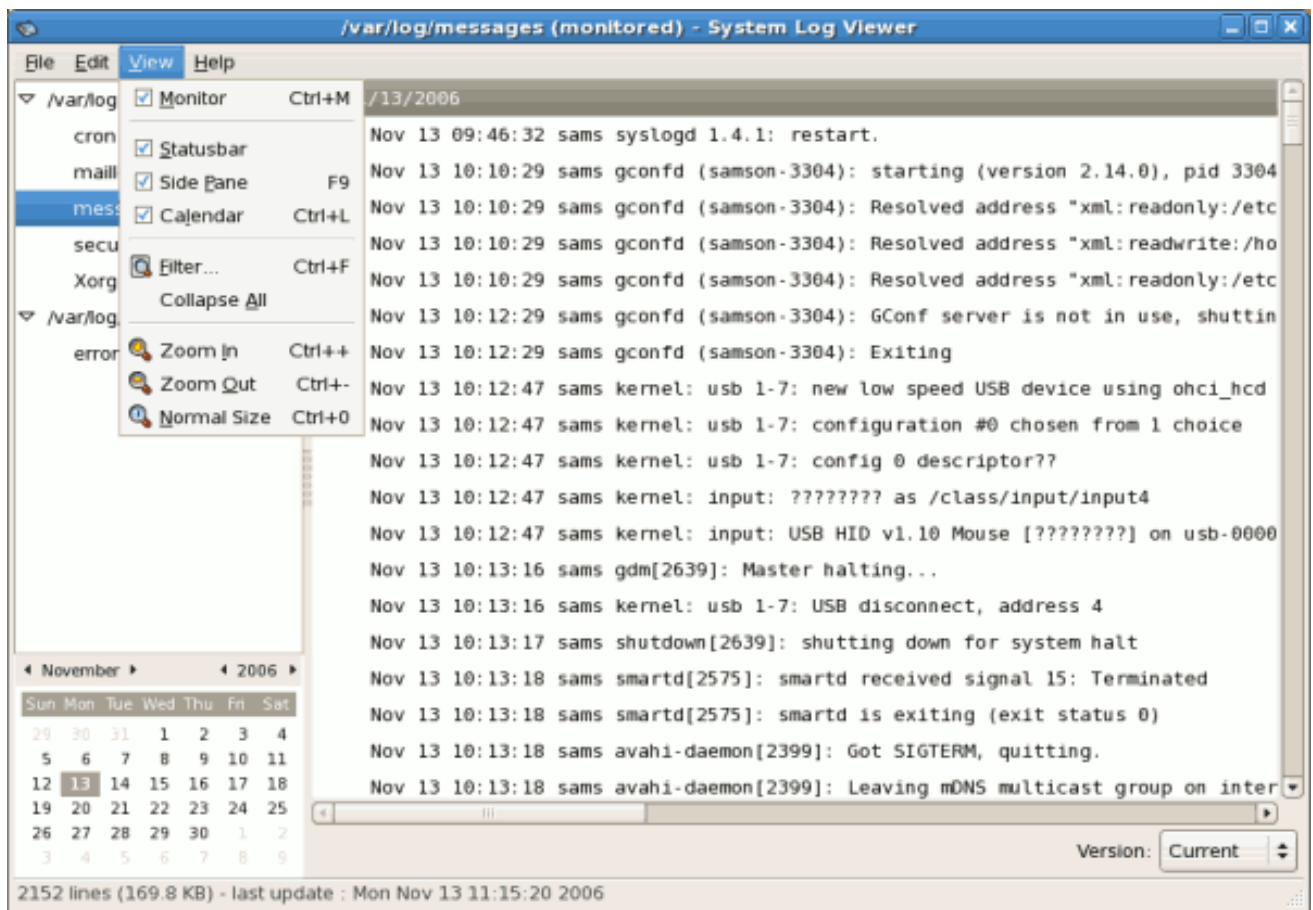 /var/log/messages (monitored) - System Log Viewer
File Edit View Help
/var/log
cron
maill
mess
secu
Xorg
/var/log.
error
Monitor Ctrl+M
Statusbar
Side Pane F9
Calendar Ctrl+L
Filter... Ctrl+F
Collapse All
Zoom In Ctrl++
Zoom Out Ctrl+-
Normal Size Ctrl+0
/13/2006
Nov 13 09:46:32 sams syslogd 1.4.1: restart.
Nov 13 10:10:29 sams gconfd (samson-3304): starting (version 2.14.0), pid 3304
Nov 13 10:10:29 sams gconfd (samson-3304): Resolved address "xml:readonly:/etc
Nov 13 10:10:29 sams gconfd (samson-3304): Resolved address "xml:readwrite:/ho
Nov 13 10:10:29 sams gconfd (samson-3304): Resolved address "xml:readonly:/etc
Nov 13 10:12:29 sams gconfd (samson-3304): GConf server is not in use, shuttin
Nov 13 10:12:29 sams gconfd (samson-3304): Exiting
Nov 13 10:12:47 sams kernel: usb 1-7: new low speed USB device using ohci_hcd
Nov 13 10:12:47 sams kernel: usb 1-7: configuration #0 chosen from 1 choice
Nov 13 10:12:47 sams kernel: usb 1-7: config 0 descriptor??
Nov 13 10:12:47 sams kernel: input: ???????? as /class/input/input4
Nov 13 10:12:47 sams kernel: input: USB HID v1.10 Mouse [????????] on usb-0000
Nov 13 10:13:16 sams gdm[2639]: Master halting...
Nov 13 10:13:16 sams kernel: usb 1-7: USB disconnect, address 4
Nov 13 10:13:17 sams shutdown[2639]: shutting down for system halt
Nov 13 10:13:18 sams smartd[2575]: smartd received signal 15: Terminated
Nov 13 10:13:18 sams smartd[2575]: smartd is exiting (exit status 0)
Nov 13 10:13:18 sams avahi-daemon[2399]: Got SIGTERM, quitting.
Nov 13 10:13:18 sams avahi-daemon[2399]: Leaving mDNS multicast group on inter
November 2006
Sun Mon Tue Wed Thu Fri Sat
29 30 31 1 2 3 4
5 6 7 8 9 10 11
12 13 14 15 16 17 18
19 20 21 22 23 24 25
26 27 28 29 30 1 2
3 4 5 6 7 8 9
Version: Current
2152 lines (169.8 KB) - last update : Mon Nov 13 11:15:20 2006